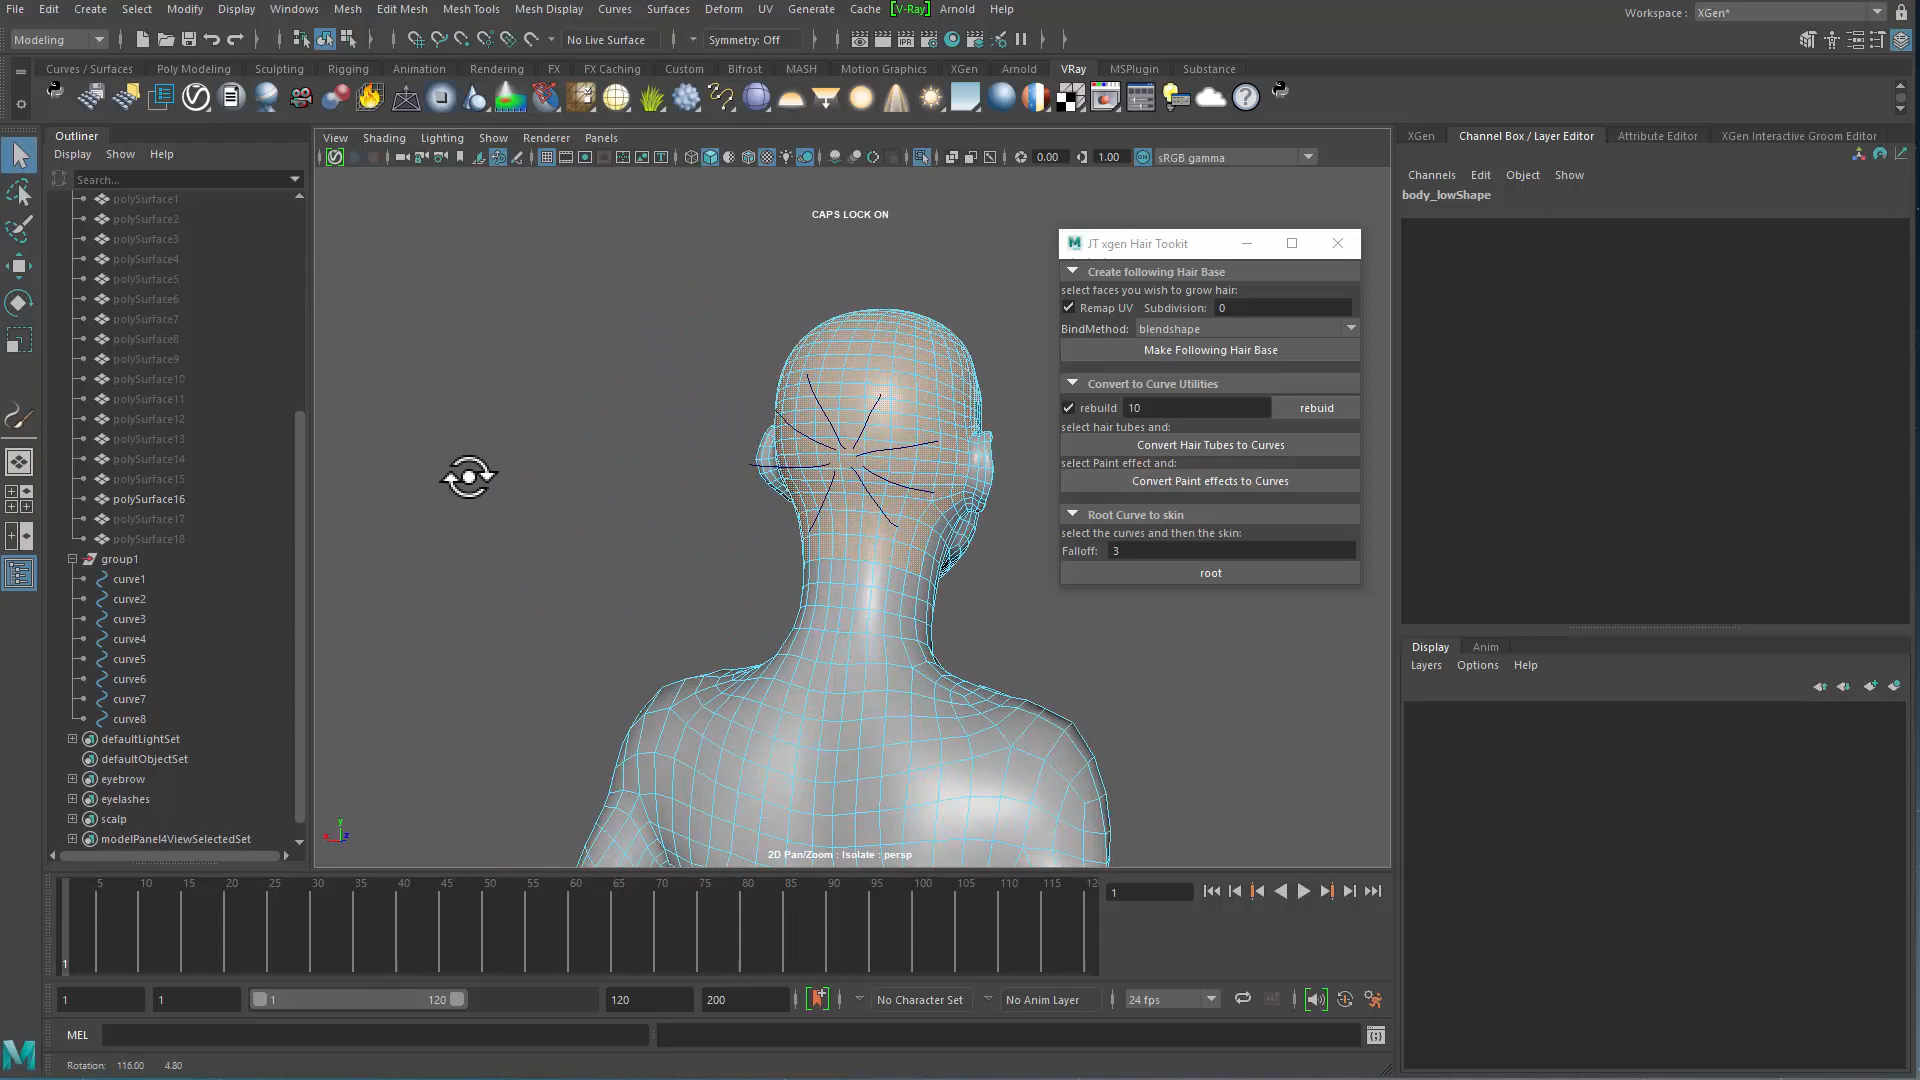 File Edit Create Select Modify Display Windows Mesh Edit Mesh Mesh Tools Mesh Display Curves Surfaces Deform UV Generate Cache [V-Ray] Arnold Help
Workspace : XGen*
Modeling No Live Surface Symmetry: Off
Curves / Surfaces Poly Modeling Sculpting Rigging Animation Rendering FX FX Caching Custom Bifrost MASH Motion Graphics XGen Arnold VRay MSPlugin Substance
Outliner
Display Show Help
Search...
polySurface1
polySurface2
polySurface3
polySurface4
polySurface5
polySurface6
polySurface7
polySurface8
polySurface9
polySurface10
polySurface11
polySurface12
polySurface13
polySurface14
polySurface15
polySurface16
polySurface17
polySurface18
group1
curve1
curve2
curve3
curve4
curve5
curve6
curve7
curve8
defaultLightSet
defaultObjectSet
eyebrow
eyelashes
scalp
modelPanel4ViewSelectedSet
View Shading Lighting Show Renderer Panels
0.00 1.00 sRGB gamma
CAPS LOCK ON
JT xgen Hair Tookit
Create following Hair Base
select faces you wish to grow hair:
Remap UV Subdivision: 0
BindMethod: blendshape
Make Following Hair Base
Convert to Curve Utilities
rebuild 10 rebuid
select hair tubes and:
Convert Hair Tubes to Curves
select Paint effect and:
Convert Paint effects to Curves
Root Curve to skin
select the curves and then the skin:
Falloff: 3
root
y
2D Pan/Zoom : Isolate : persp
XGen Channel Box / Layer Editor Attribute Editor XGen Interactive Groom Editor
Channels Edit Object Show
body_lowShape
Display Anim
Layers Options Help
5 10 15 20 25 30 35 40 45 50 55 60 65 70 75 80 85 90 95 100 105 110 115 12
1
1
1 1 1 120 120 200 No Character Set No Anim Layer 24 fps
MEL
Rotation: 116.00 4.80